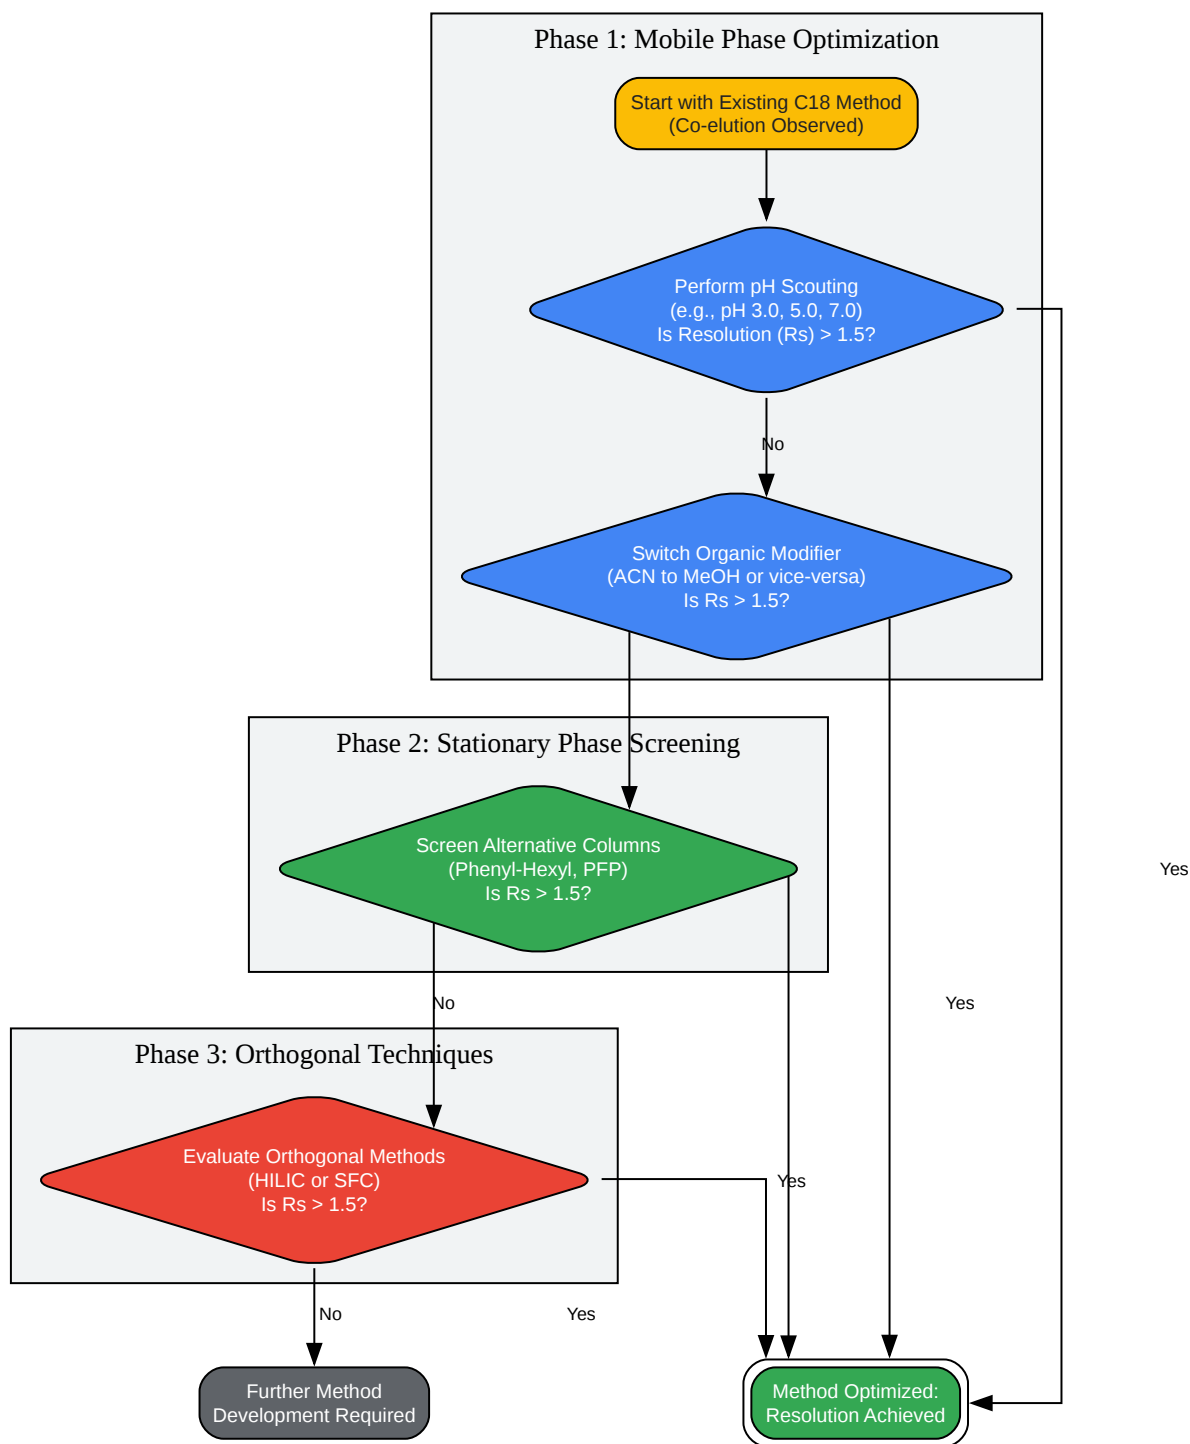 Phase 1: Mobile Phase Optimization
Start with Existing C18 Method
(Co-elution Observed)
Perform pH Scouting
(e.g., pH 3.0, 5.0, 7.0)
Is Resolution (Rs) > 1.5?
No
Switch Organic Modifier
(ACN to MeOH or vice-versa)
Is Rs > 1.5?
Phase 2: Stationary Phase Screening
Screen Alternative Columns
(Phenyl-Hexyl, PFP)
Is Rs > 1.5?
Yes
No
Yes
Phase 3: Orthogonal Techniques
Evaluate Orthogonal Methods
(HILIC or SFC)
Is Rs > 1.5?
Yes
No
Yes
Further Method
Development Required
Method Optimized:
Resolution Achieved